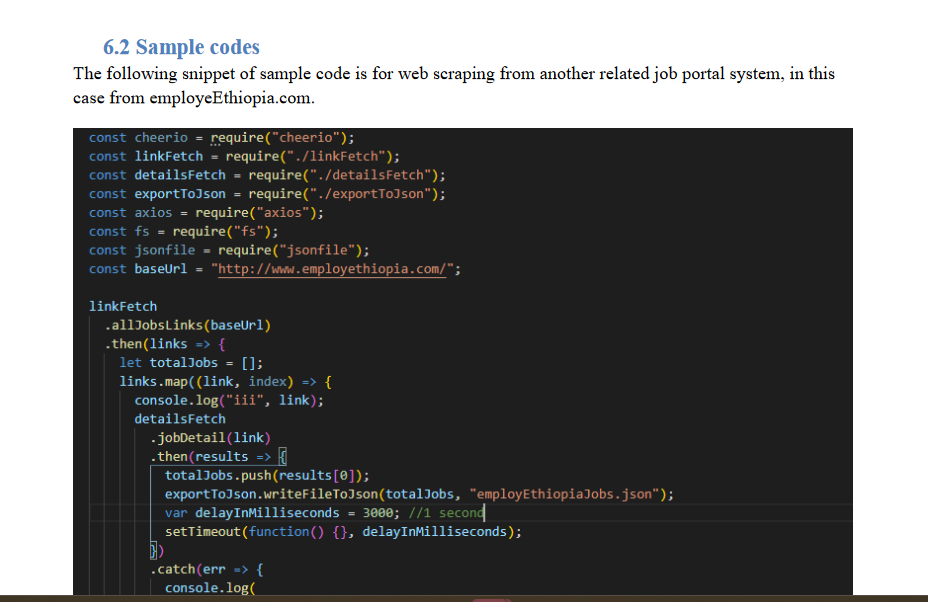 6.2 Sample codes
The following snippet of sample code is for web scraping from another related job portal system, in this
case from employeEthiopia.com.
const cheerio = require("cheerio");
const linkFetch = require("./linkFetch");
const detailsFetch = require("./detailsFetch");
const exportToJson = require("./exportToJson");
const axios = require("axios");
const fs = require("fs");
const jsonfile = require("jsonfile");
const baseUrl = "http://www.employethiopia.com/";
linkFetch
.allJobsLinks(baseUrl)
.then(links => {
let totalJobs = [];
links.map((link, index) => {
console.log("iii", link);
detailsFetch
.jobDetail(link)
.then(results => {
totalJobs.push(results[0]);
exportToJson.writeFileToJson(totalJobs, "employEthiopiaJobs.json");
var delayInMilliseconds = 3000; //1 second
setTimeout(function() {}, delayInMilliseconds);
})
.catch(err => {
console.log(